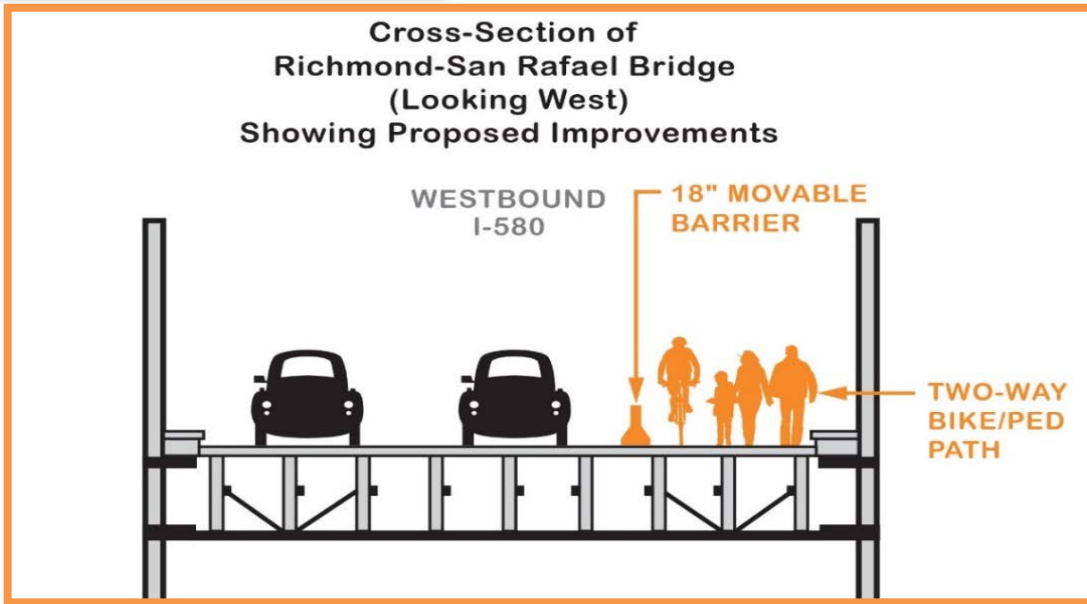 Cross-Section of
Richmond-San Rafael Bridge
(Looking West)
Showing Proposed Improvements
WESTBOUND
I-580
18" MOVABLE
BARRIER
TWO-WAY
BIKE/PED
PATH